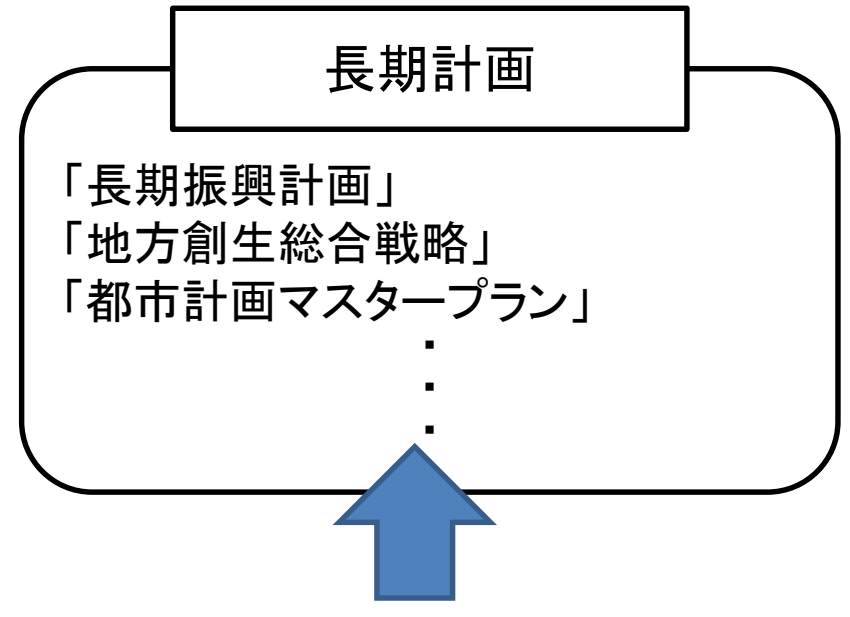 長期計画
「長期振興計画」
「地方創生総合戦略」
「都市計画マスタープラン」
・
・
・